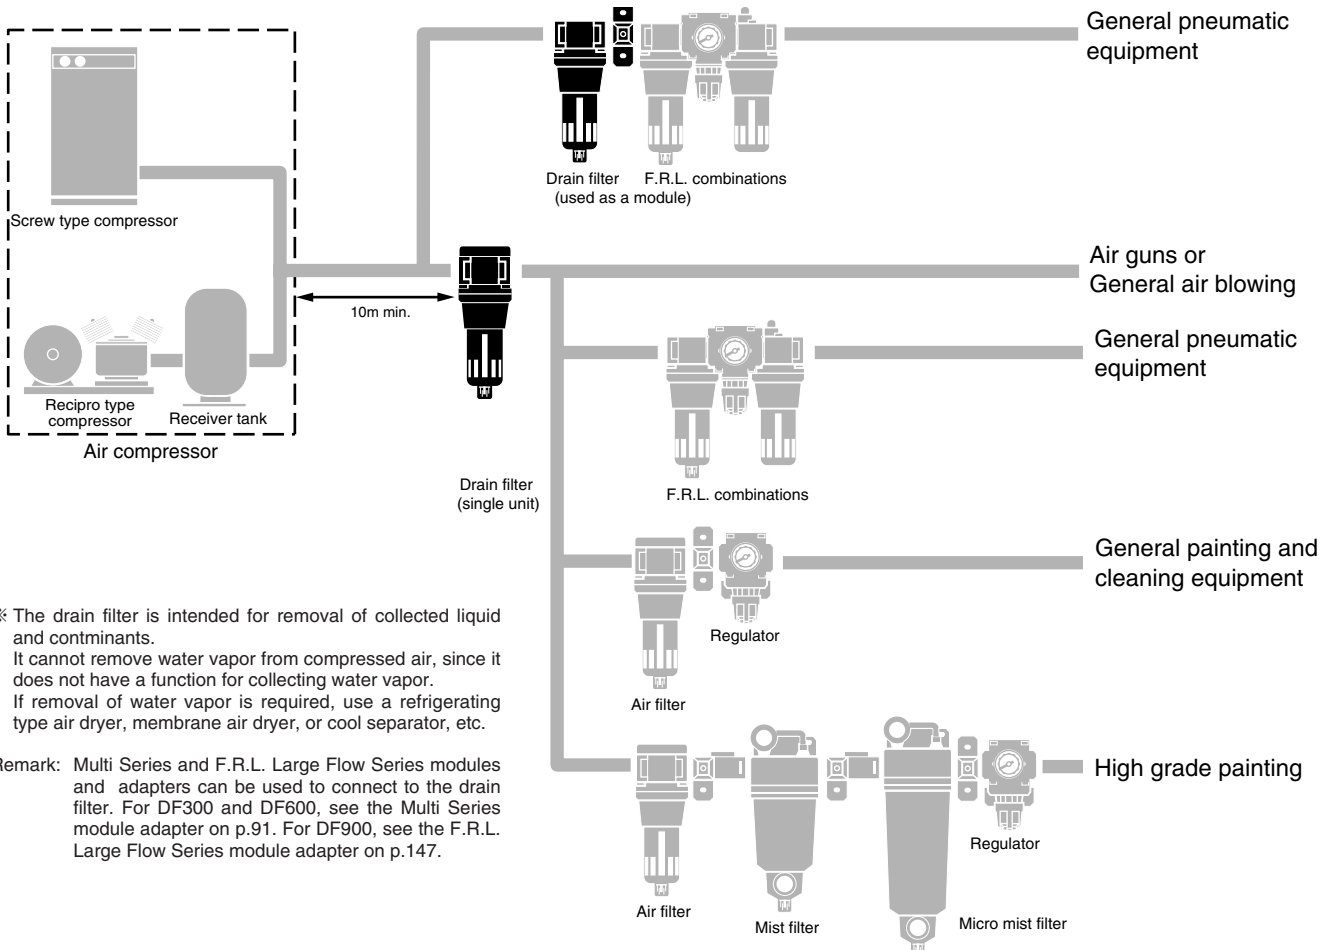 General pneumatic
equipment
Drain filter
(used as a module)
F.R.L. combinations
Screw type compressor
Air guns or
General air blowing
10m min.
General pneumatic
equipment
Recipro type
compressor
Receiver tank
Air compressor
Drain filter
(single unit)
F.R.L. combinations
General painting and
cleaning equipment
Regulator
Air filter
※ The drain filter is intended for removal of collected liquid
and contminants.
It cannot remove water vapor from compressed air, since it
does not have a function for collecting water vapor.
If removal of water vapor is required, use a refrigerating
type air dryer, membrane air dryer, or cool separator, etc.
Remark: Multi Series and F.R.L. Large Flow Series modules
and adapters can be used to connect to the drain
filter. For DF300 and DF600, see the Multi Series
module adapter on p.91. For DF900, see the F.R.L.
Large Flow Series module adapter on p.147.
High grade painting
Regulator
Air filter
Mist filter
Micro mist filter